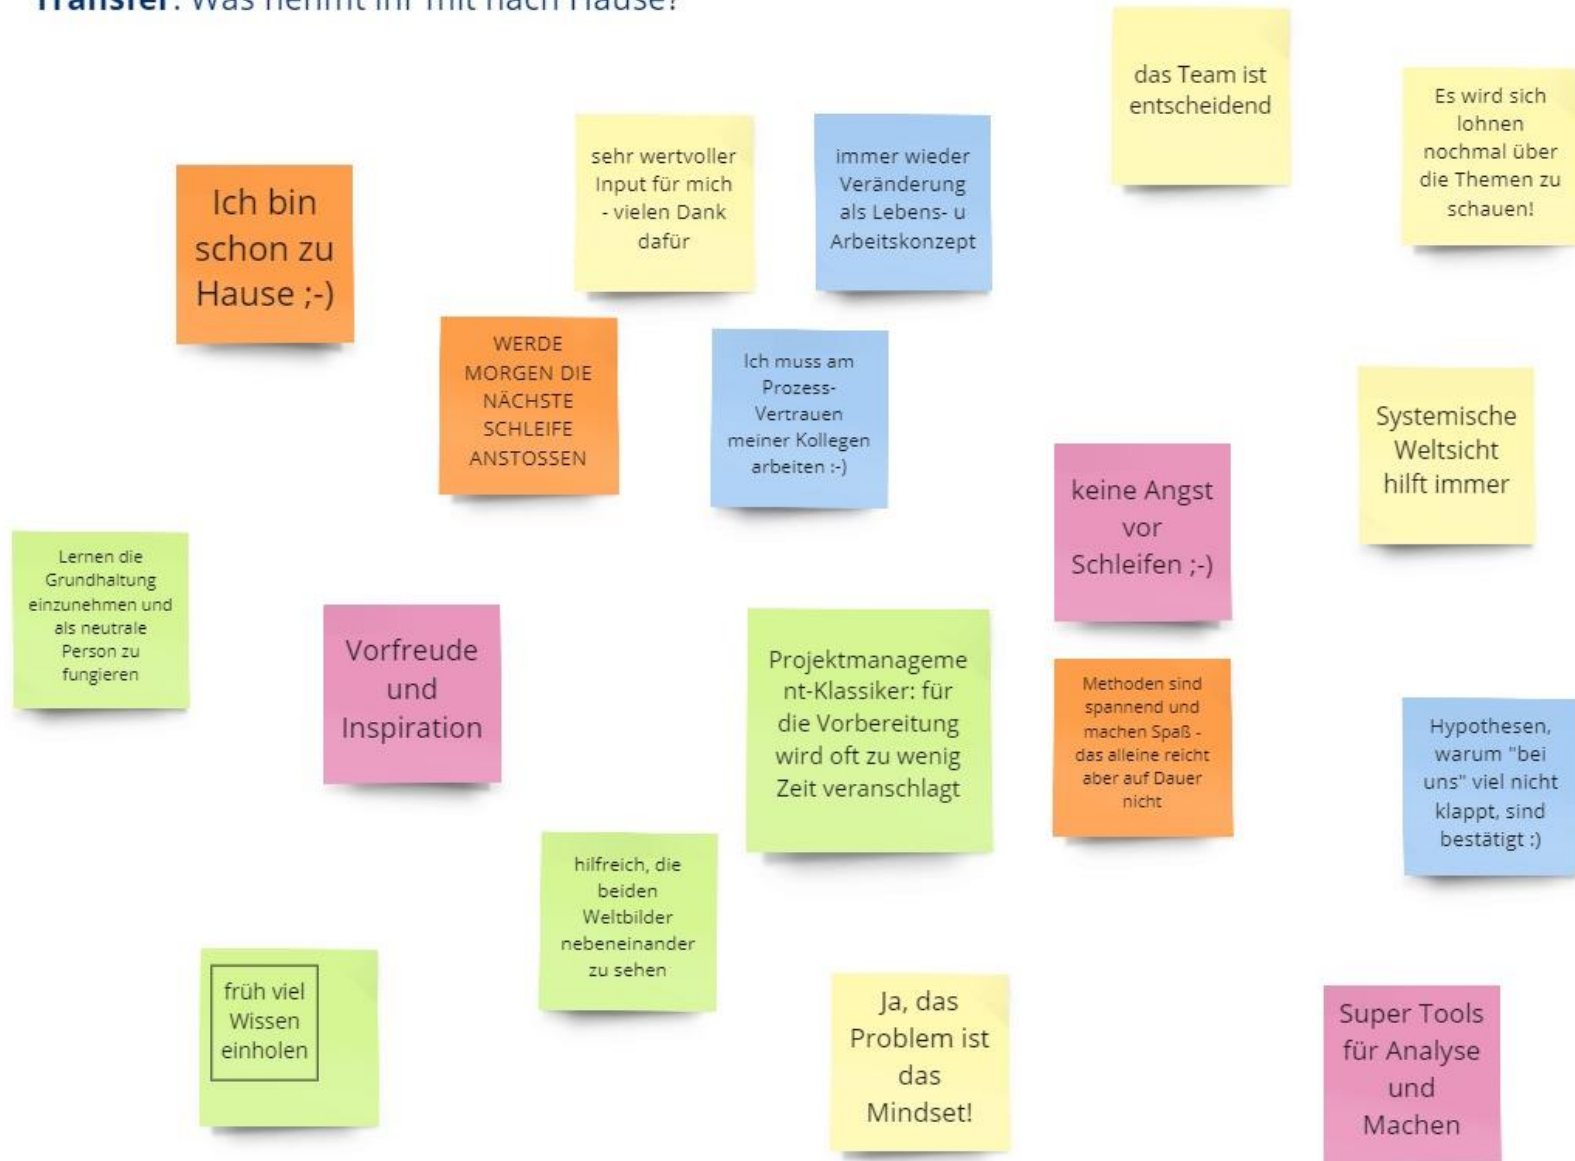 Transfer: Was nehmt ihr mit nach Hause?
das Team ist
entscheidend
Es wird sich
lohnen
nochmal über
die Themen zu
schauen!
sehr wertvoller
Input für mich
- vielen Dank
dafür
immer wieder
Veränderung
als Lebens- u
Arbeitskonzept
Ich bin
schon zu
Hause ;-)
WERDE
MORGEN DIE
NÄCHSTE
SCHLEIFE
ANSTOSSEN
Ich muss am
Prozess-
Vertrauen
meiner Kollegen
arbeiten :-)
Systemische
Weltsicht
hilft immer
keine Angst
vor
Schleifen ;-)
Lernen die
Grundhaltung
einzunehmen und
als neutrale
Person zu
fungieren
Vorfreude
und
Inspiration
Projektmanageme
nt-Klassiker: für
die Vorbereitung
wird oft zu wenig
Zeit veranschlagt
Methoden sind
spannend und
machen Spaß -
das alleine reicht
aber auf Dauer
nicht
Hypothesen,
warum "bei
uns" viel nicht
klappt, sind
bestätigt :)
hilfreich, die
beiden
Weltbilder
nebeneinander
zu sehen
früh viel
Wissen
einholen
Ja, das
Problem ist
das
Mindset!
Super Tools
für Analyse
und
Machen